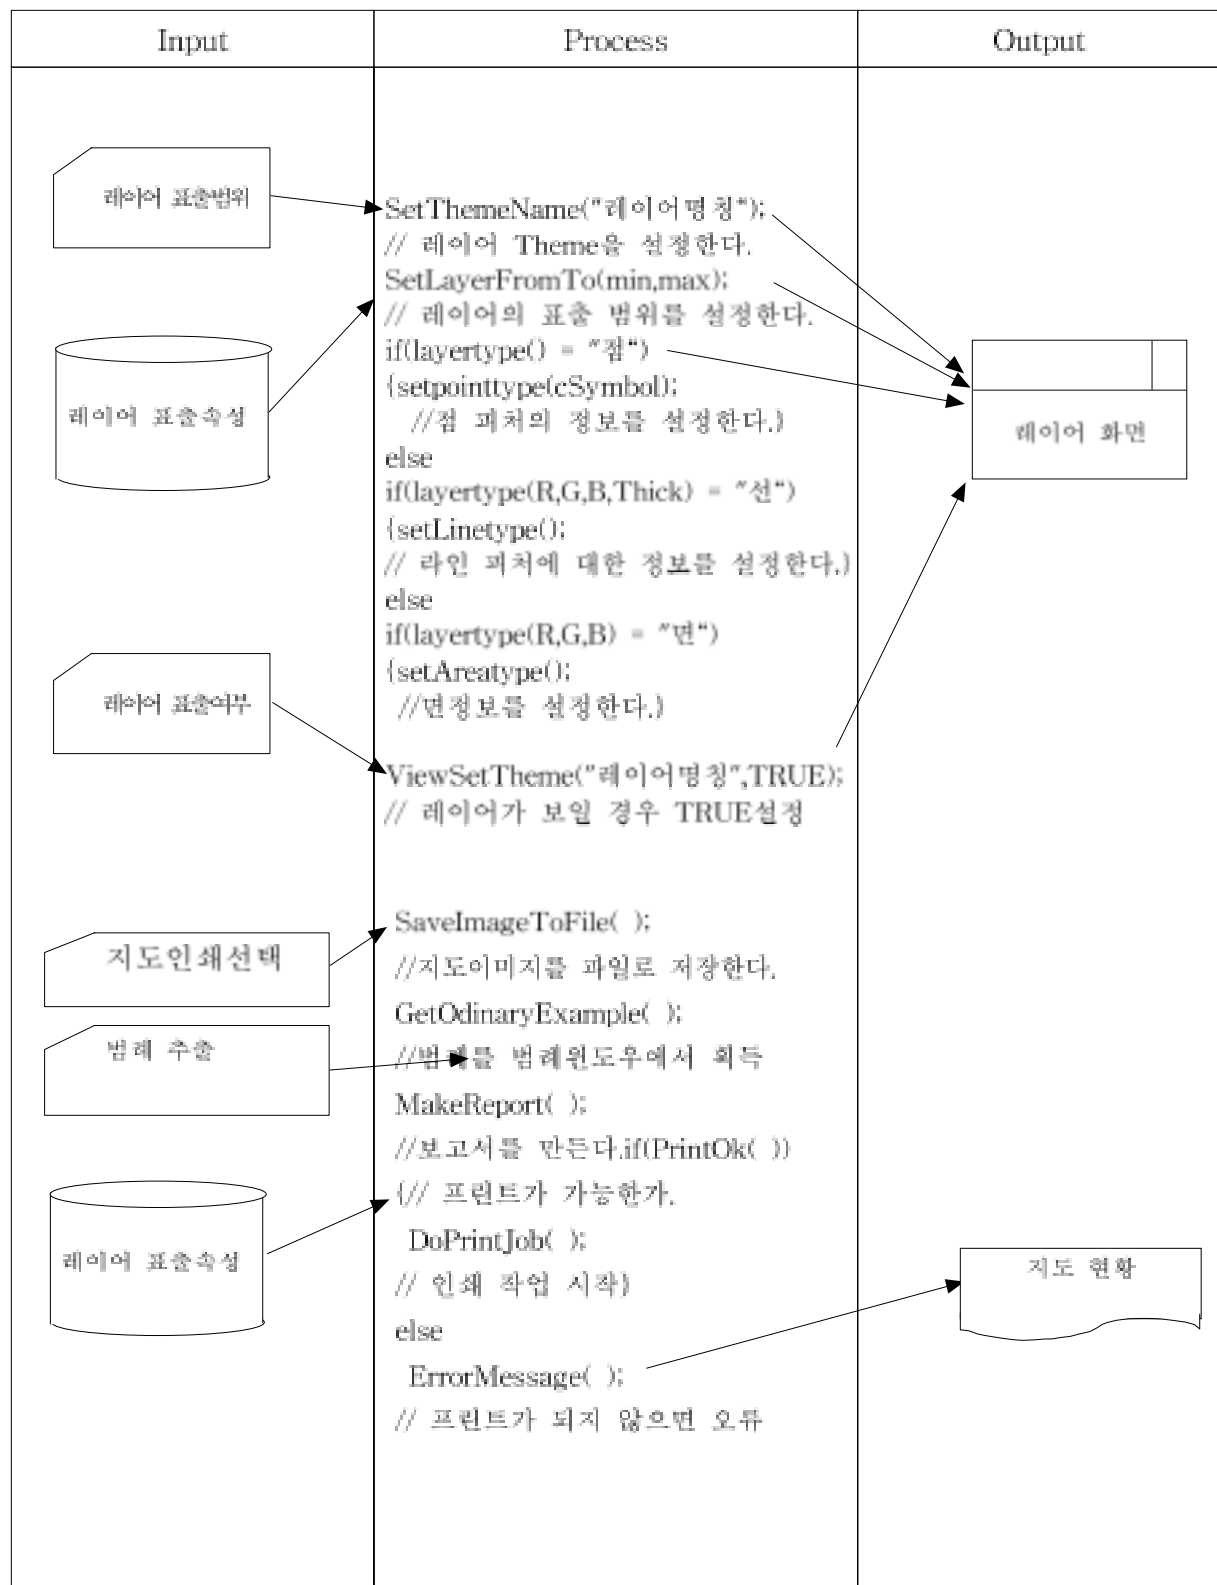 Input
Process
Output
레이어 표출범위
레이어 표출속성
레이어 표출여부
지도인쇄선택
범례 추출
레이어 표출속성
SetThemeName("레이어명칭“);
// 레이어 Theme을 설정한다.
SetLayerFromTo(min,max);
// 레이어의 표출 범위를 설정한다.
if(layertype() = "점“)
{setpointtype(cSymbol);
//점 피처의 정보를 설정한다.}
else
if(layertype(R,G,B,Thick) = "선“)
{setLinetype();
// 라인 피처에 대한 정보를 설정한다.}
else
if(layertype(R,G,B) = "면“)
{setAreatype();
//면정보를 설정한다.}
ViewSetTheme("레이어명칭",TRUE);
// 레이어가 보일 경우 TRUE설정
SaveImageToFile( );
//지도이미지를 파일로 저장한다.
GetOdinaryExample( );
//범례를 범례윈도우에서 획득
MakeReport( );
//보고서를 만든다.if(PrintOk( ))
{// 프린트가 가능한가.
DoPrintJob( );
// 인쇄 작업 시작}
else
ErrorMessage( );
// 프린트가 되지 않으면 오류
레이어 화면
지도 현황